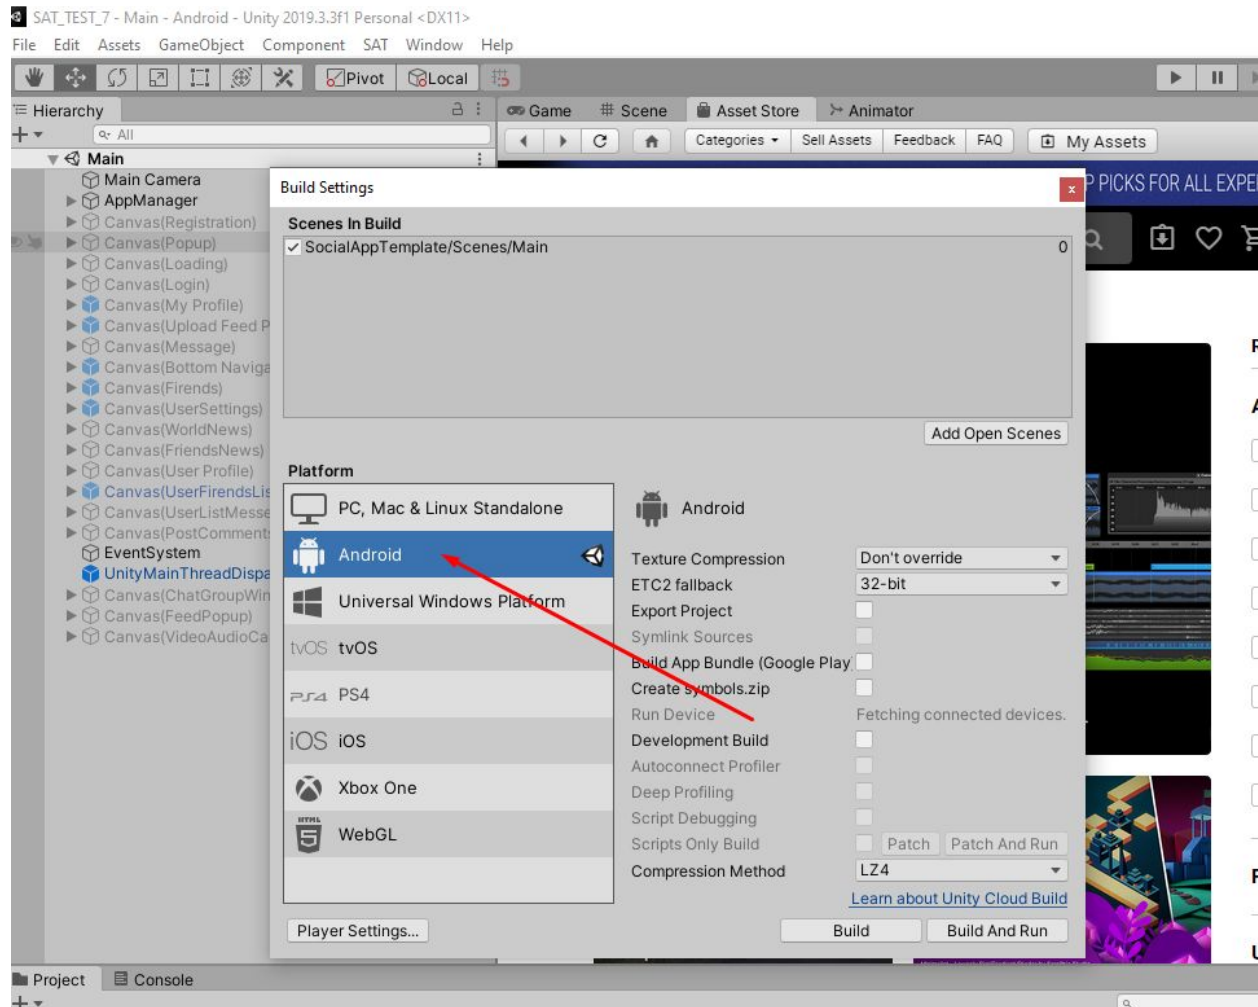 SAT_TEST_7 - Main - Android - Unity 2019.3.3f1 Personal <DX11>
File Edit Assets GameObject Component SAT Window Help
Pivot Local
Hierarchy
All
Main
Main Camera
AppManager
Canvas(Registration)
Canvas(Popup)
Canvas(Loading)
Canvas(Login)
Canvas(My Profile)
Canvas(Upload Feed P
Canvas(Message)
Canvas(Bottom Naviga
Canvas(Firends)
Canvas(UserSettings)
Canvas(WorldNews)
Canvas(FriendsNews)
Canvas(User Profile)
Canvas(UserFirendsLis
Canvas(UserListMesse
Canvas(PostComment
EventSystem
UnityMainThreadDispa
Canvas(ChatGroupWin
Canvas(FeedPopup)
Canvas(VideoAudioCa
Game Scene Asset Store Animator
Categories Sell Assets Feedback FAQ My Assets
P PICKS FOR ALL EXPE
Build Settings
Scenes In Build
SocialAppTemplate/Scenes/Main 0
Add Open Scenes
Platform
PC, Mac & Linux Standalone
Android
Universal Windows Platform
tvOS tvOS
PS4 PS4
iOS iOS
Xbox One
HTML 5 WebGL
Android
Texture Compression Don't override
ETC2 fallback 32-bit
Export Project
Symlink Sources
Build App Bundle (Google Play)
Create symbols.zip
Run Device Fetching connected devices.
Development Build
Autoconnect Profiler
Deep Profiling
Script Debugging
Scripts Only Build Patch Patch And Run
Compression Method LZ4
Learn about Unity Cloud Build
Player Settings... Build Build And Run
Project Console